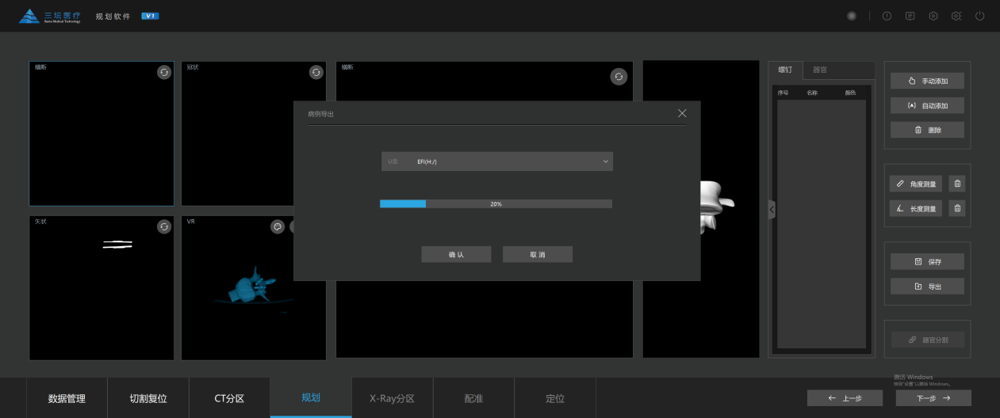 三坛医疗
Santa Medical Technology
规划软件
V1
横断
冠状
横断
矢状
VR
病例导出
U盘
EFI(H:/)
20%
确 认
取 消
螺钉
器官
序号
名称
颜色
手动添加
自动添加
删除
角度测量
长度测量
保存
导出
器官分割
激活 Windows
转到"设置"以激活 Windows。
数据管理
切割复位
CT分区
规划
X-Ray分区
配准
定位
上一步
下一步